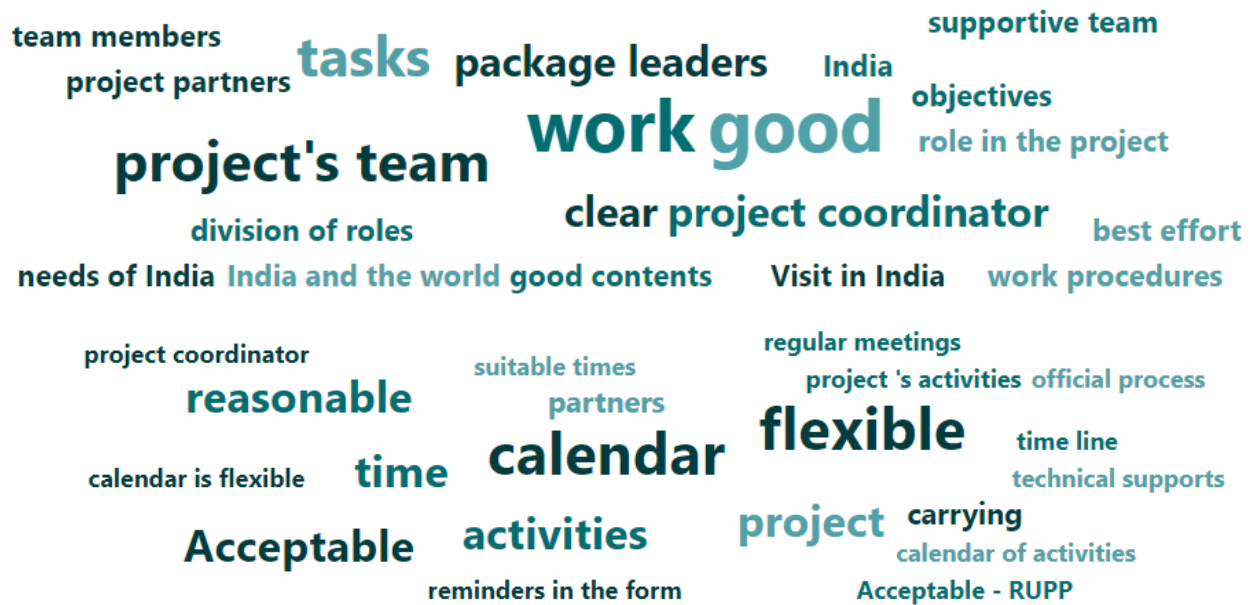 supportive team
team members
tasks
package leaders
India
project partners
objectives
work good
role in the project
project's team
clear project coordinator
division of roles
best effort
needs of India India and the world good contents Visit in India work procedures
regular meetings
project coordinator
suitable times
project 's activities official process
reasonable
partners
flexible
calendar
time line
calendar is flexible
time
technical supports
carrying
project
Acceptable
activities
calendar of activities
reminders in the form
Acceptable - RUPP